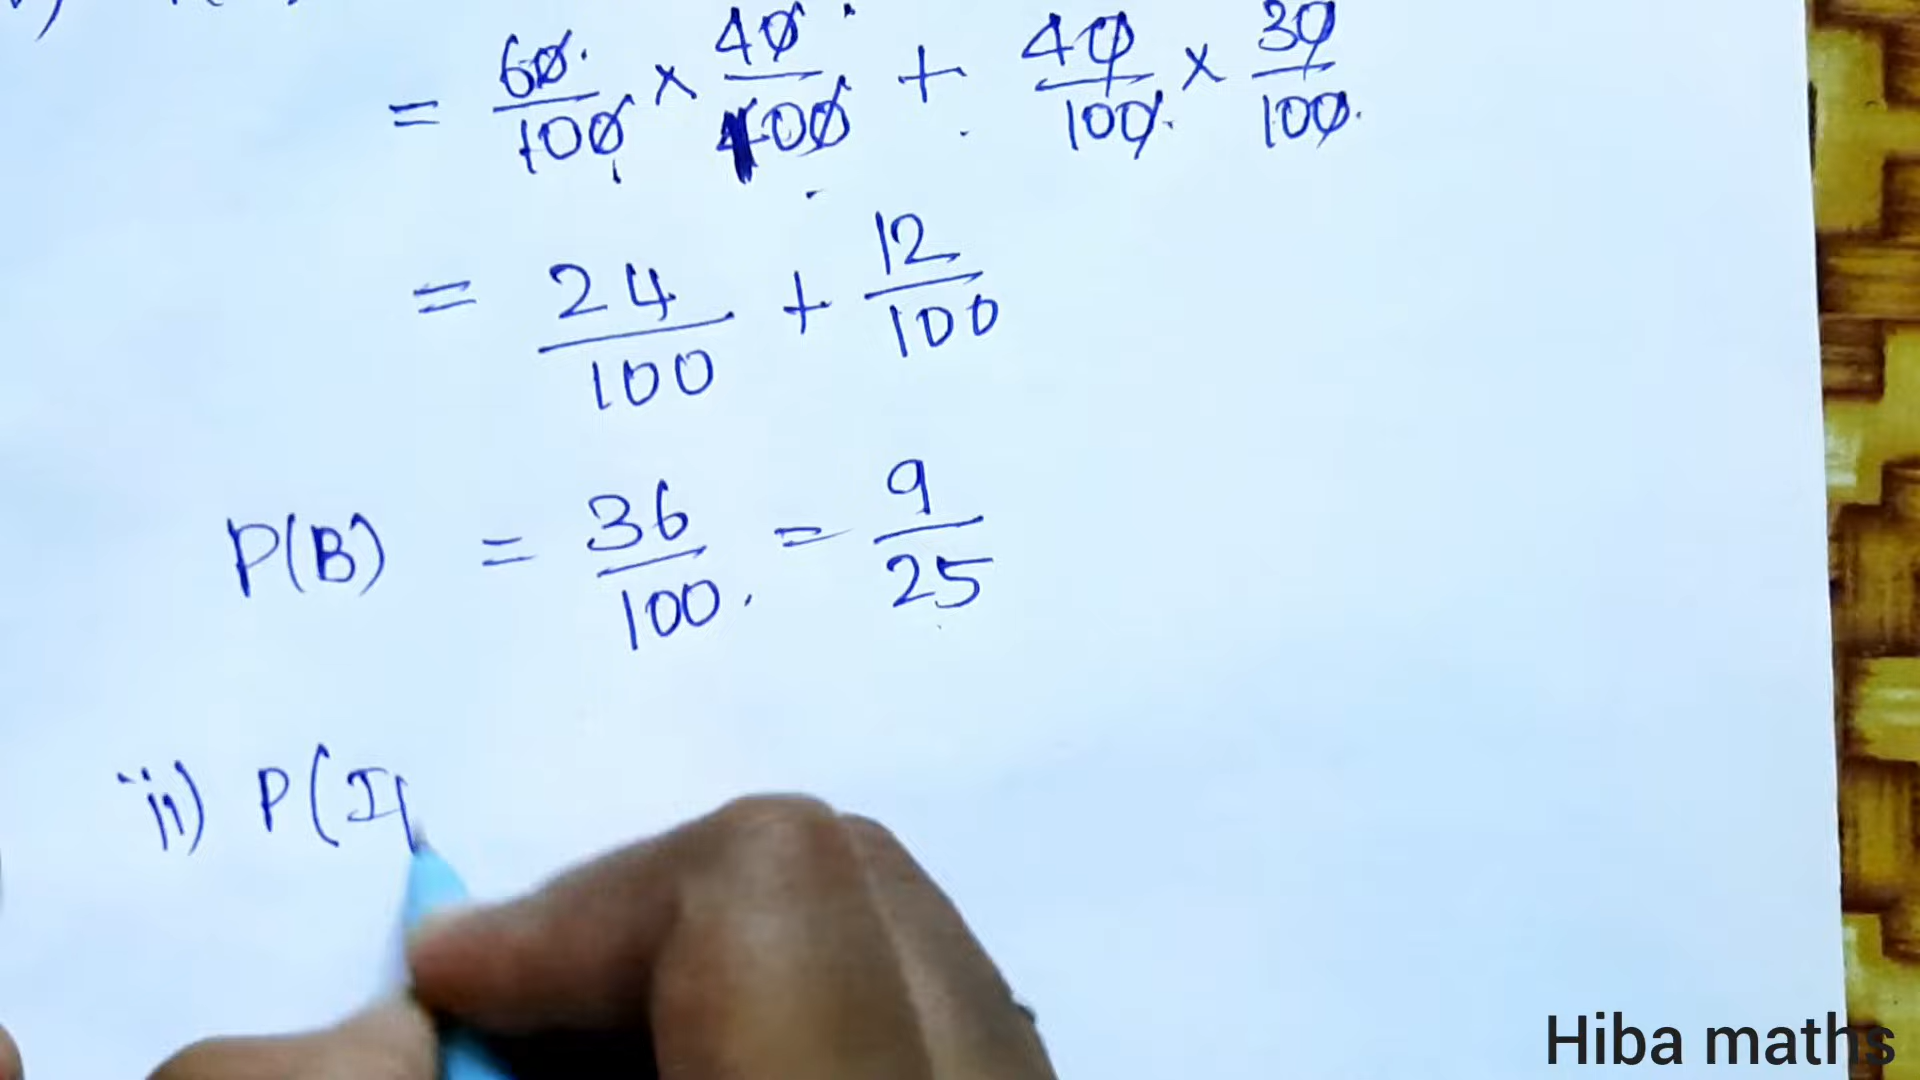 = 60/100 × 40/100 + 40/100 × 30/100
= 24/100 + 12/100
P(B) = 36/100 = 9/25
ii) P(I
Hiba maths